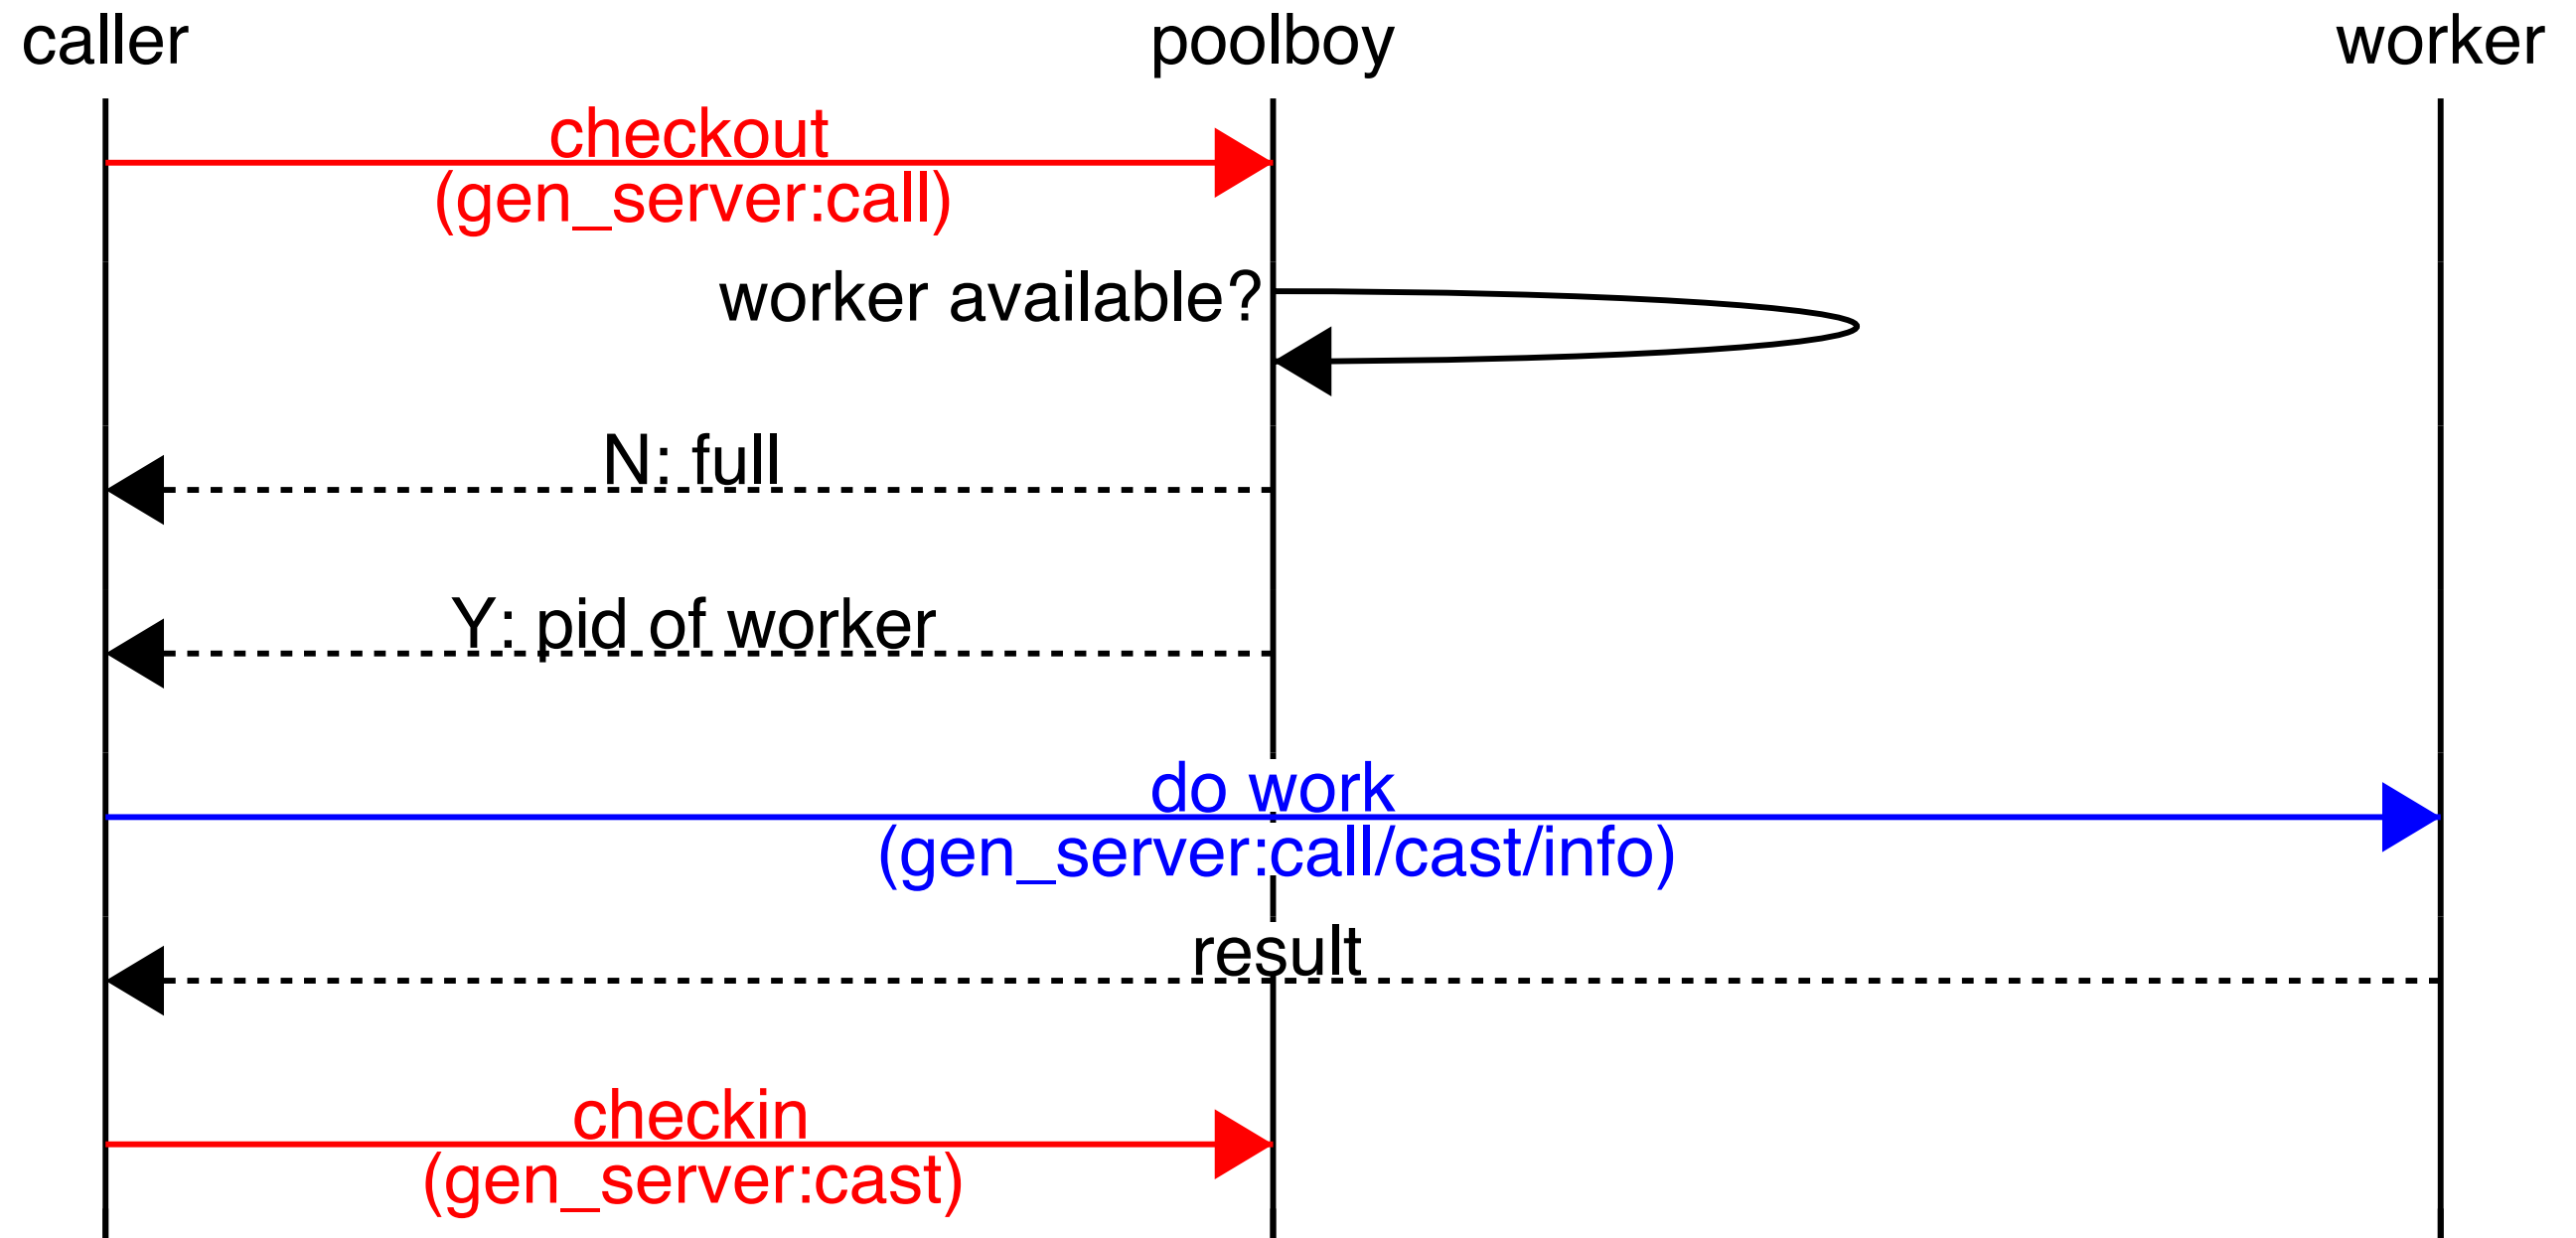 caller
poolboy
worker
checkout
(gen_server:call)
worker available?
N: full
Y: pid of worker
do work
(gen_server:call/cast/info)
result
checkin
(gen_server:cast)